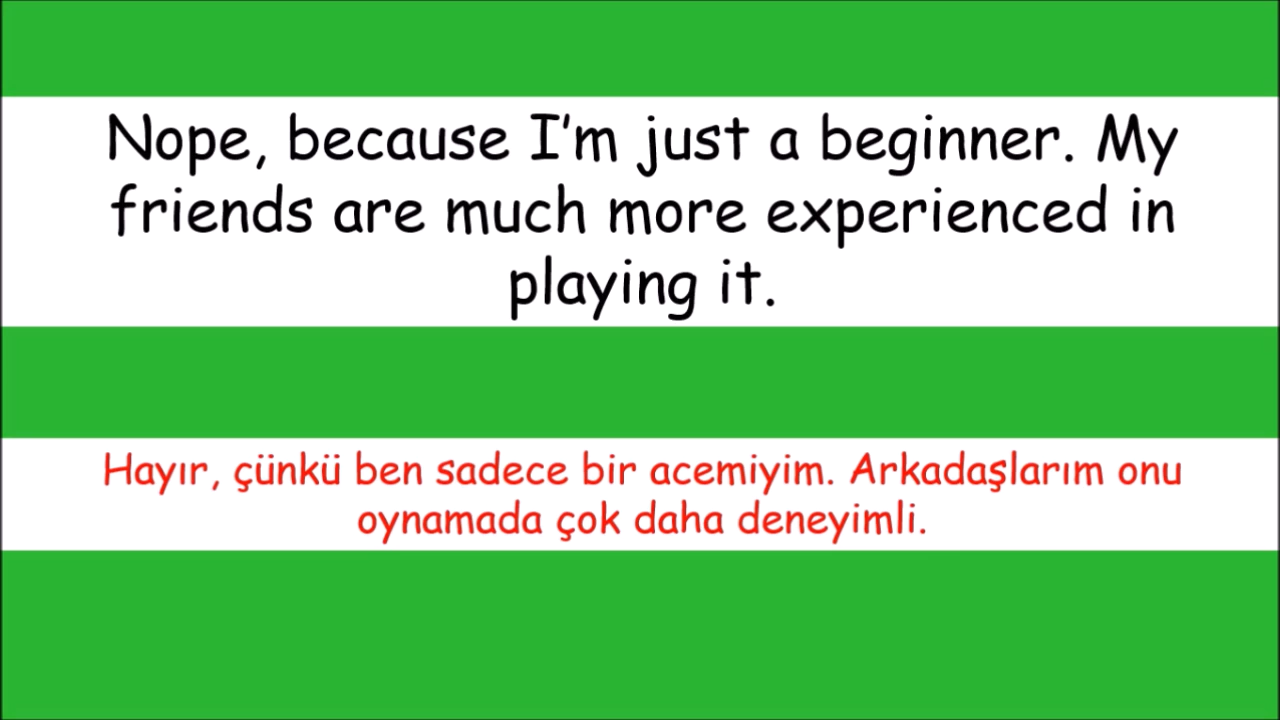 Nope, because I’m just a beginner. My
friends are much more experienced in
playing it.
Hayır, çünkü ben sadece bir acemiyim. Arkadaşlarım onu
oynamada çok daha deneyimli.